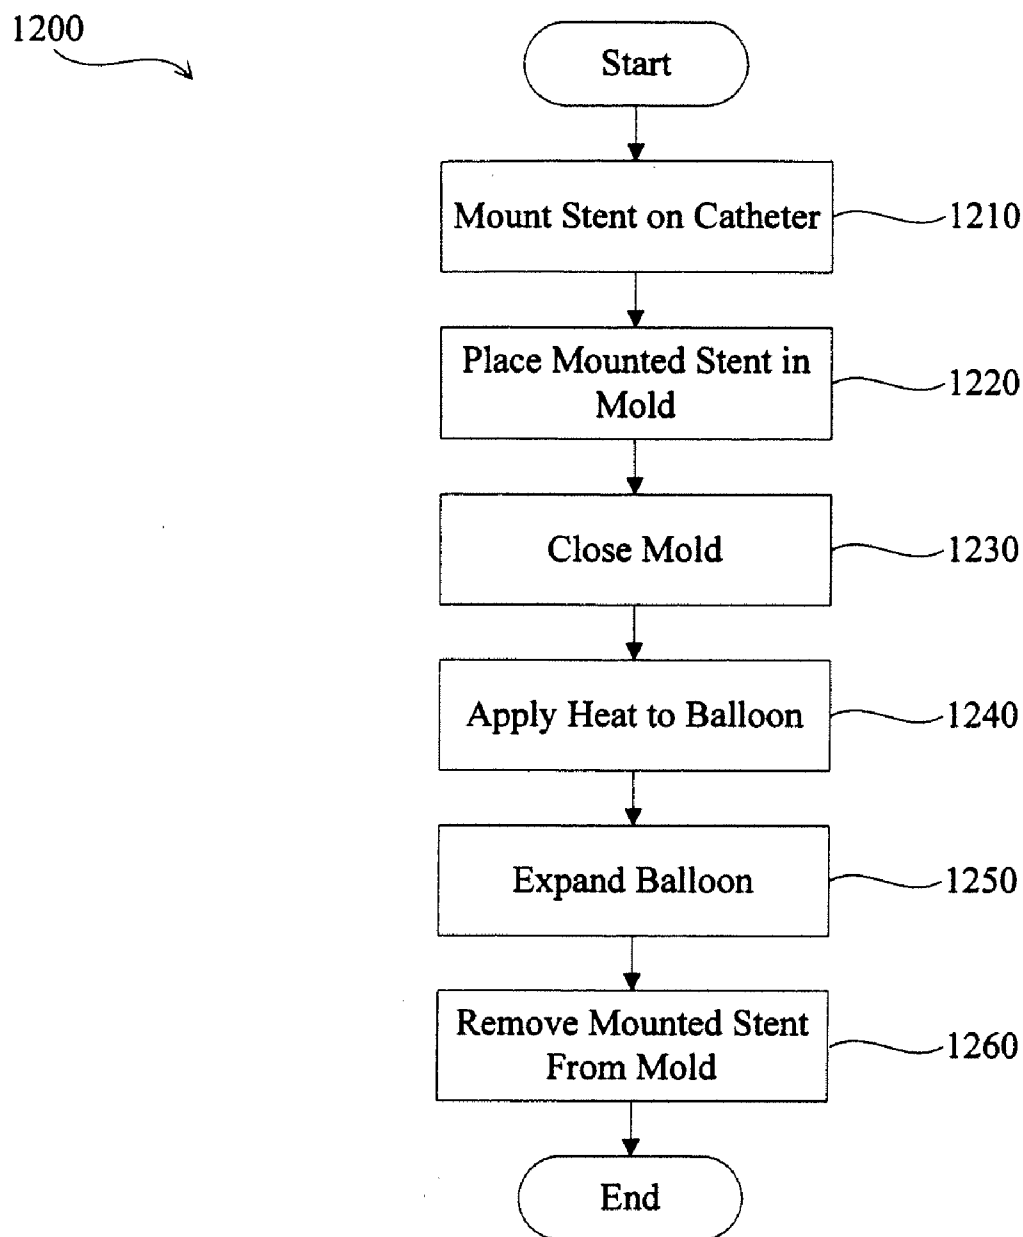 1200
Start
Mount Stent on Catheter
1210
Place Mounted Stent in
Mold
1220
Close Mold
1230
Apply Heat to Balloon
1240
Expand Balloon
1250
Remove Mounted Stent
From Mold
1260
End